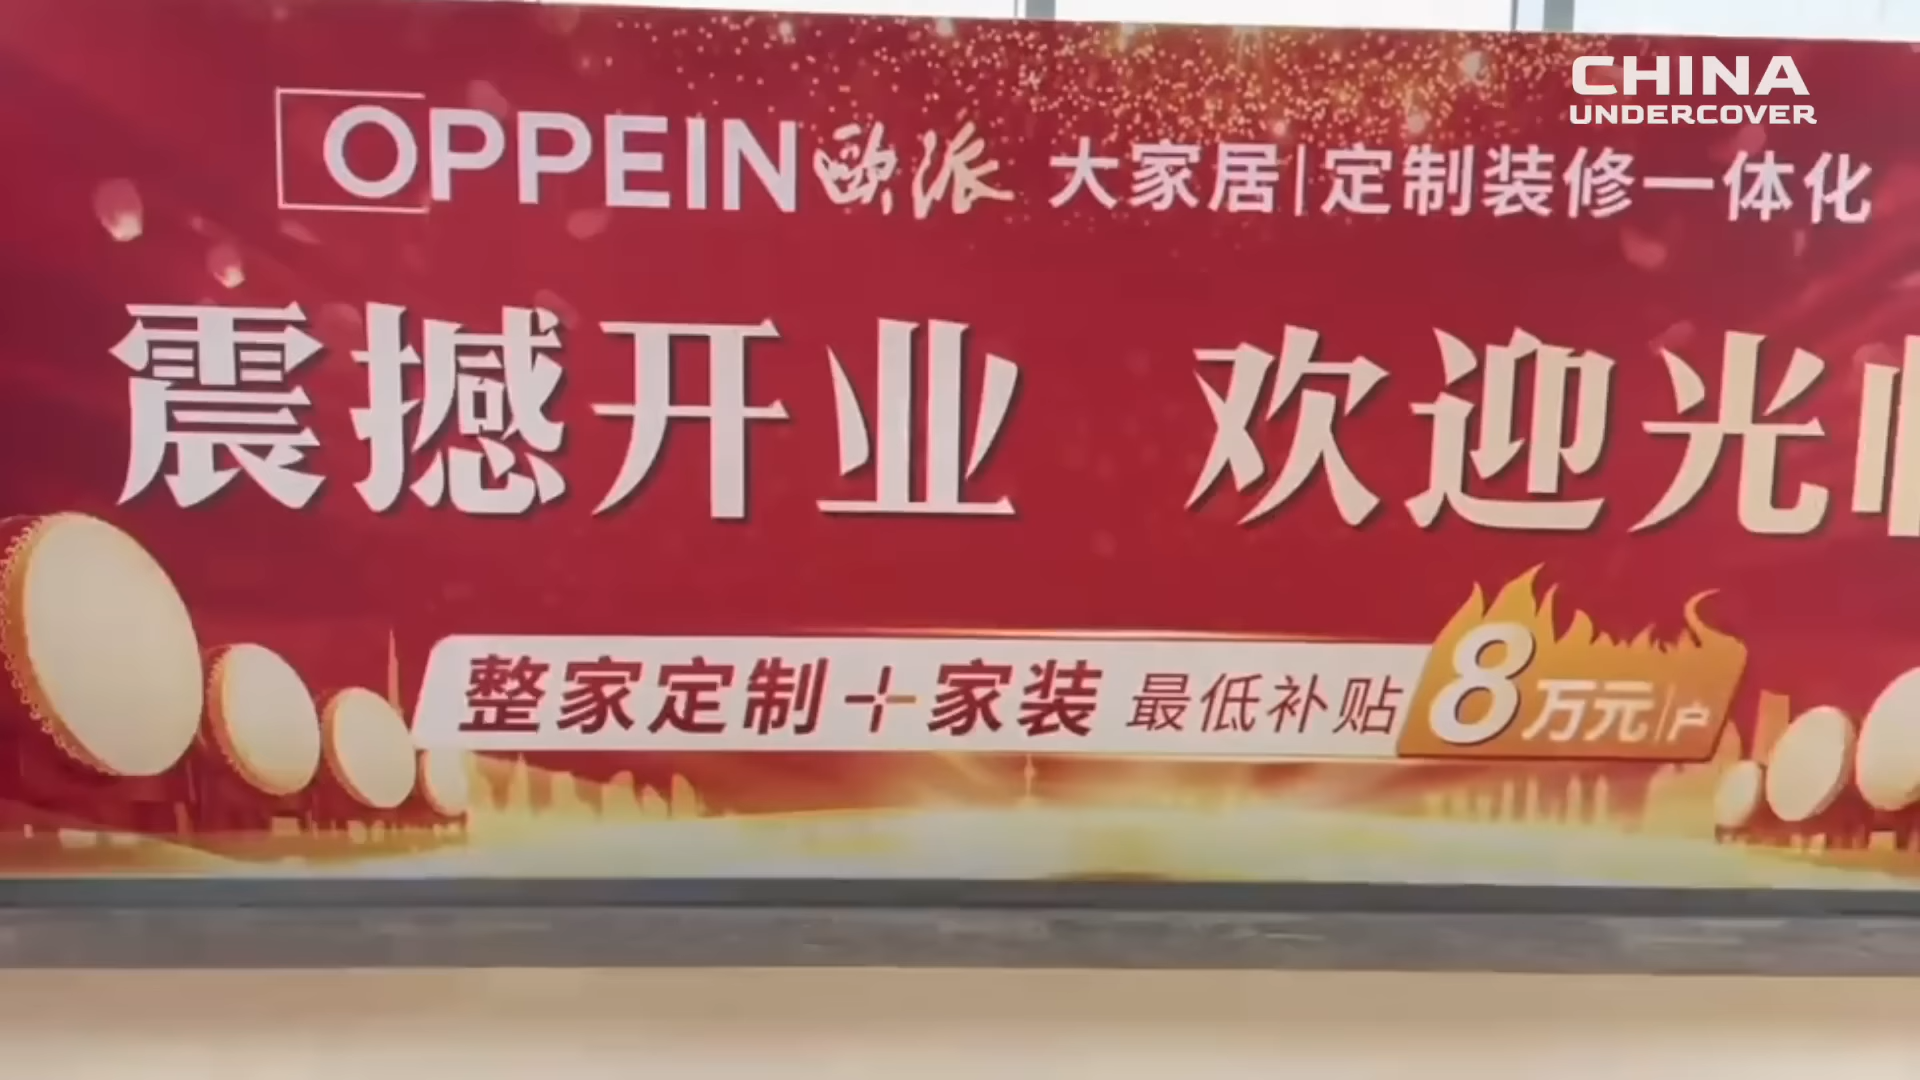 CHINA
UNDERCOVER
OPPEIN 欧派 大家居|定制装修一体化
震撼开业 欢迎光
整家定制+家装 最低补贴 8万元/户